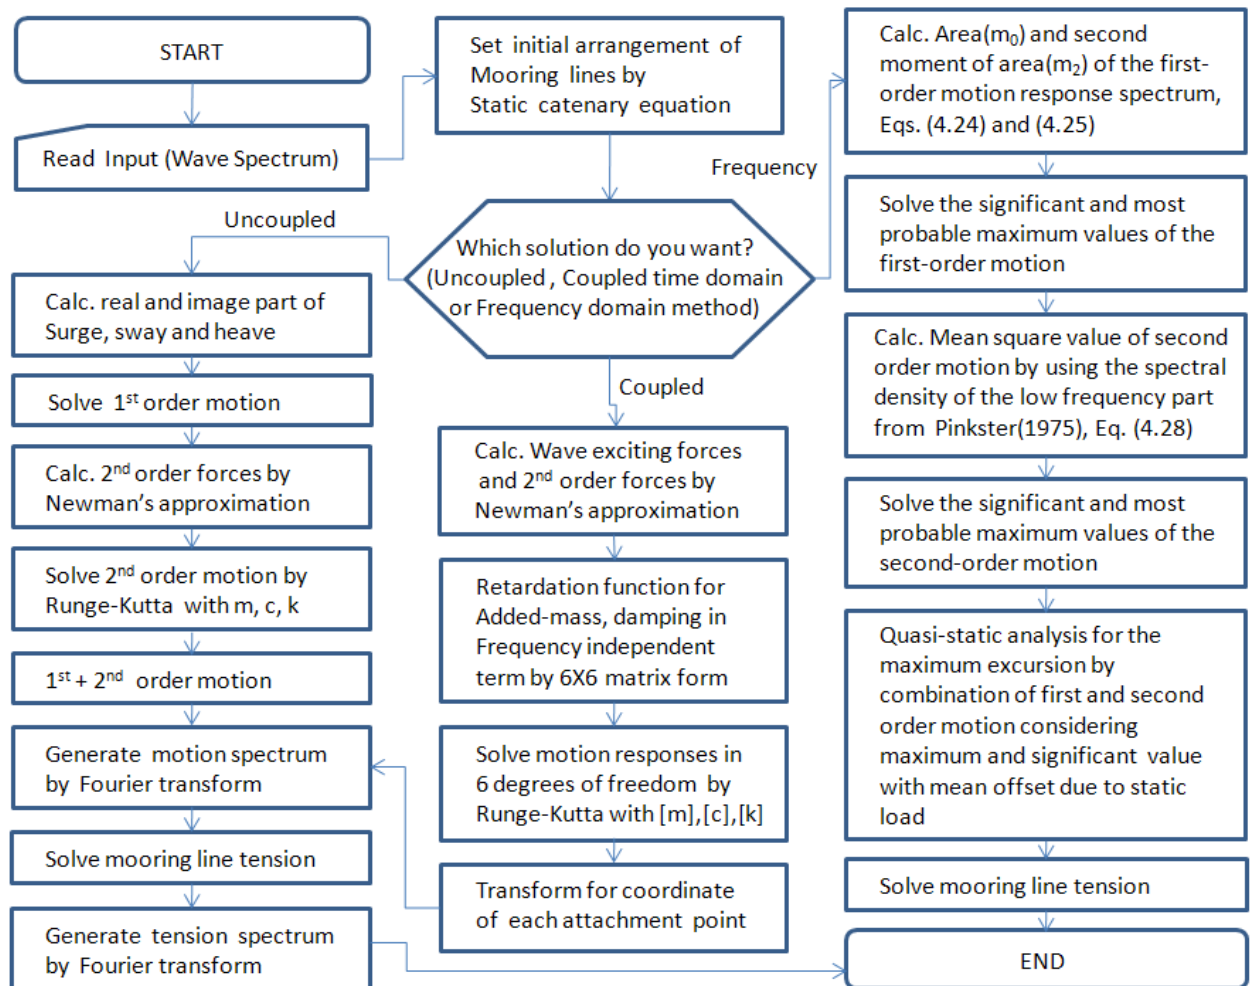 START
Read Input (Wave Spectrum)
Set initial arrangement of
Mooring lines by
Static catenary equation
Which solution do you want?
(Uncoupled , Coupled time domain
or Frequency domain method)
Uncoupled
Calc. real and image part of
Surge, sway and heave
Solve 1st order motion
Calc. 2nd order forces by
Newman's approximation
Solve 2nd order motion by
Runge-Kutta with m, c, k
1st + 2nd order motion
Generate motion spectrum
by Fourier transform
Solve mooring line tension
Generate tension spectrum
by Fourier transform
Coupled
Calc. Wave exciting forces
and 2nd order forces by
Newman's approximation
Retardation function for
Added-mass, damping in
Frequency independent
term by 6X6 matrix form
Solve motion responses in
6 degrees of freedom by
Runge-Kutta with [m],[c],[k]
Transform for coordinate
of each attachment point
Frequency
Calc. Area(m0) and second
moment of area(m2) of the first-
order motion response spectrum,
Eqs. (4.24) and (4.25)
Solve the significant and most
probable maximum values of the
first-order motion
Calc. Mean square value of second
order motion by using the spectral
density of the low frequency part
from Pinkster(1975), Eq. (4.28)
Solve the significant and most
probable maximum values of the
second-order motion
Quasi-static analysis for the
maximum excursion by
combination of first and second
order motion considering
maximum and significant value
with mean offset due to static
load
Solve mooring line tension
END